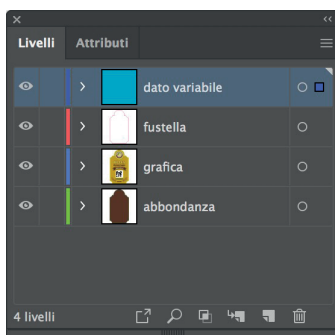 Livelli Attributi
dato variabile
fustella
grafica
abbondanza
4 livelli